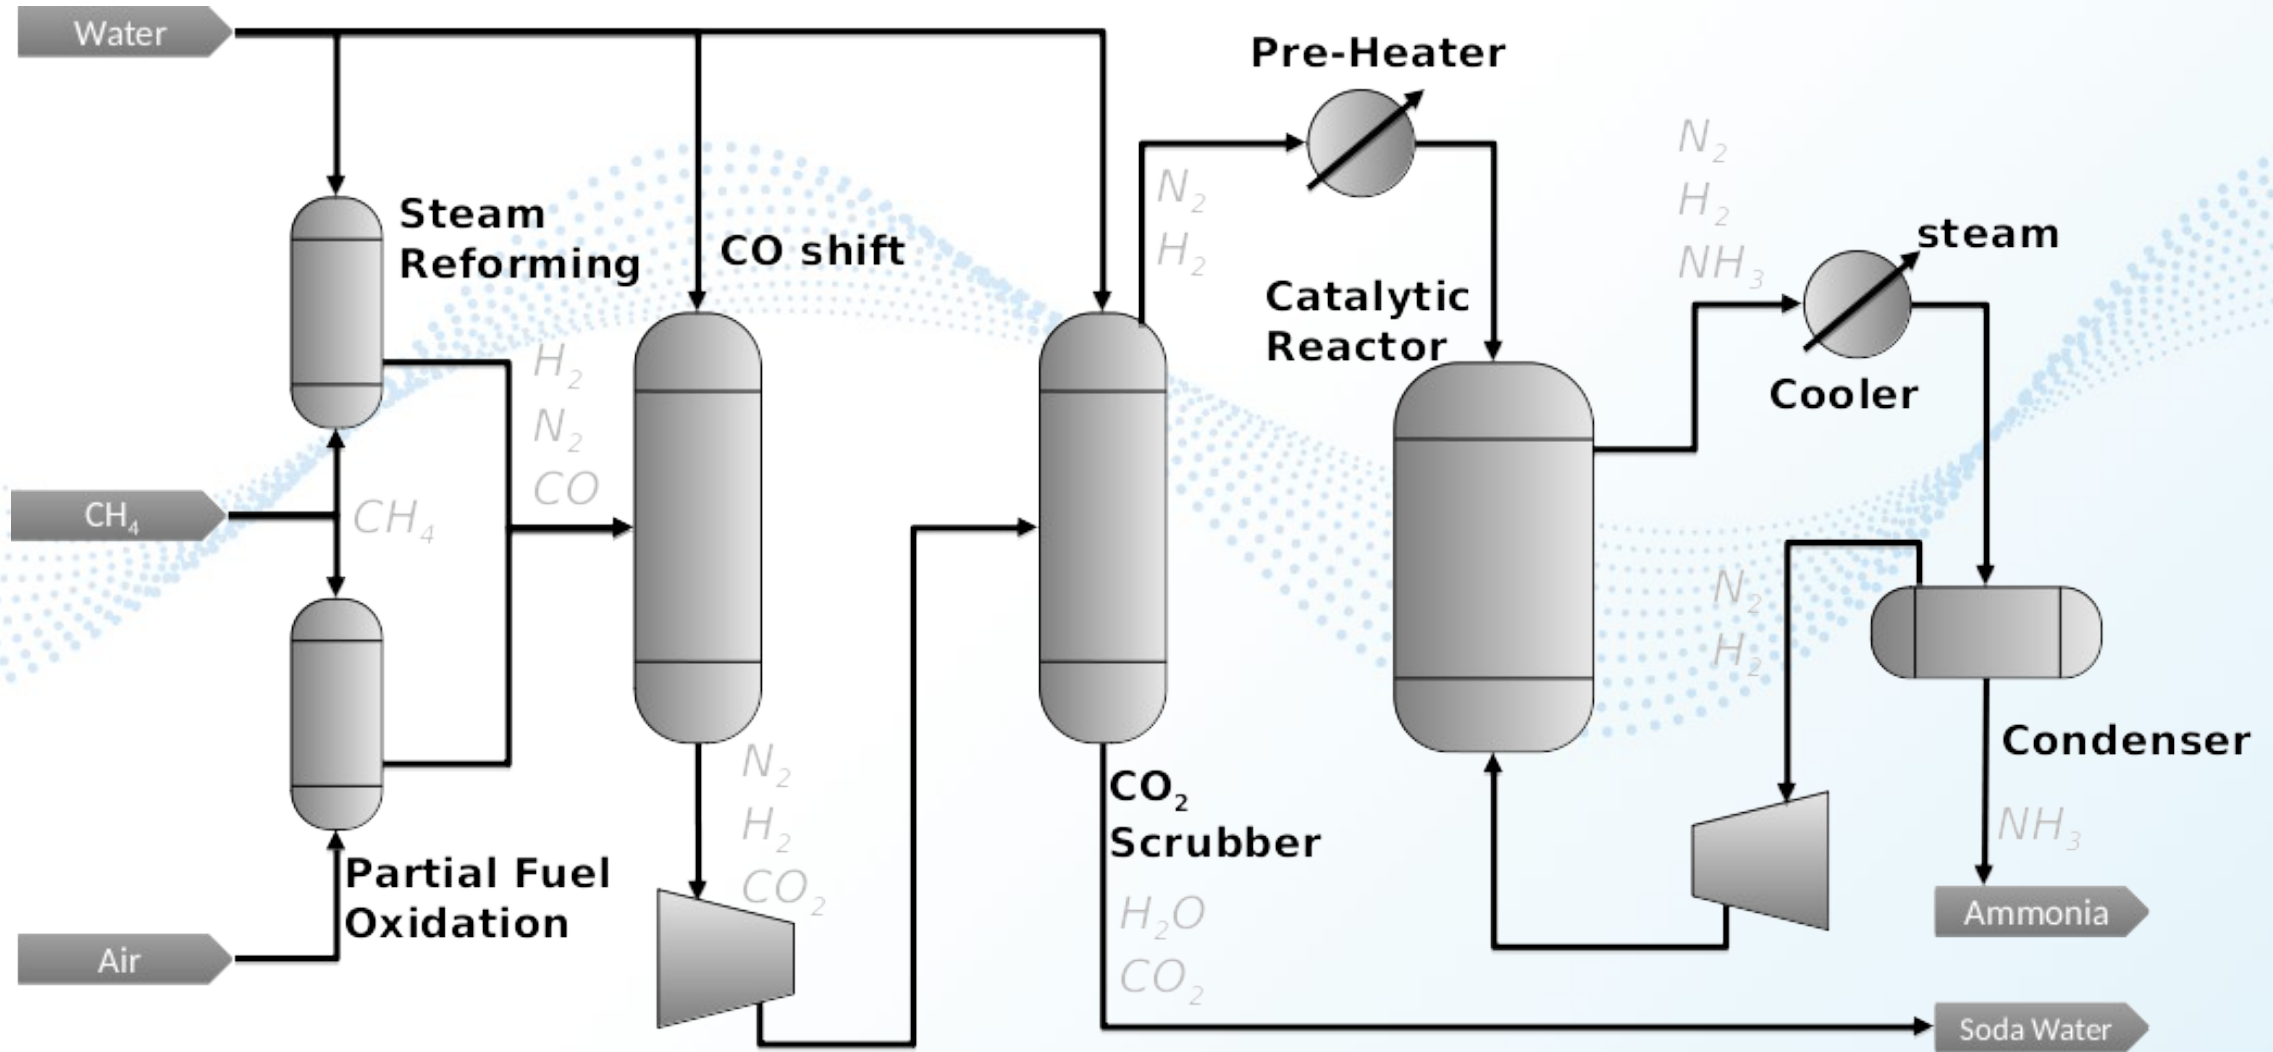 Water
Pre-Heater
N₂
H₂
NH₃
N₂
H₂
Steam
Reforming
CO shift
steam
Catalytic
Reactor
Cooler
H₂
N₂
CO
CH₄
CH₄
N₂
H₂
Condenser
N₂
H₂
CO₂
CO₂
Scrubber
NH₃
Partial Fuel
Oxidation
H₂O
CO₂
Ammonia
Air
Soda Water